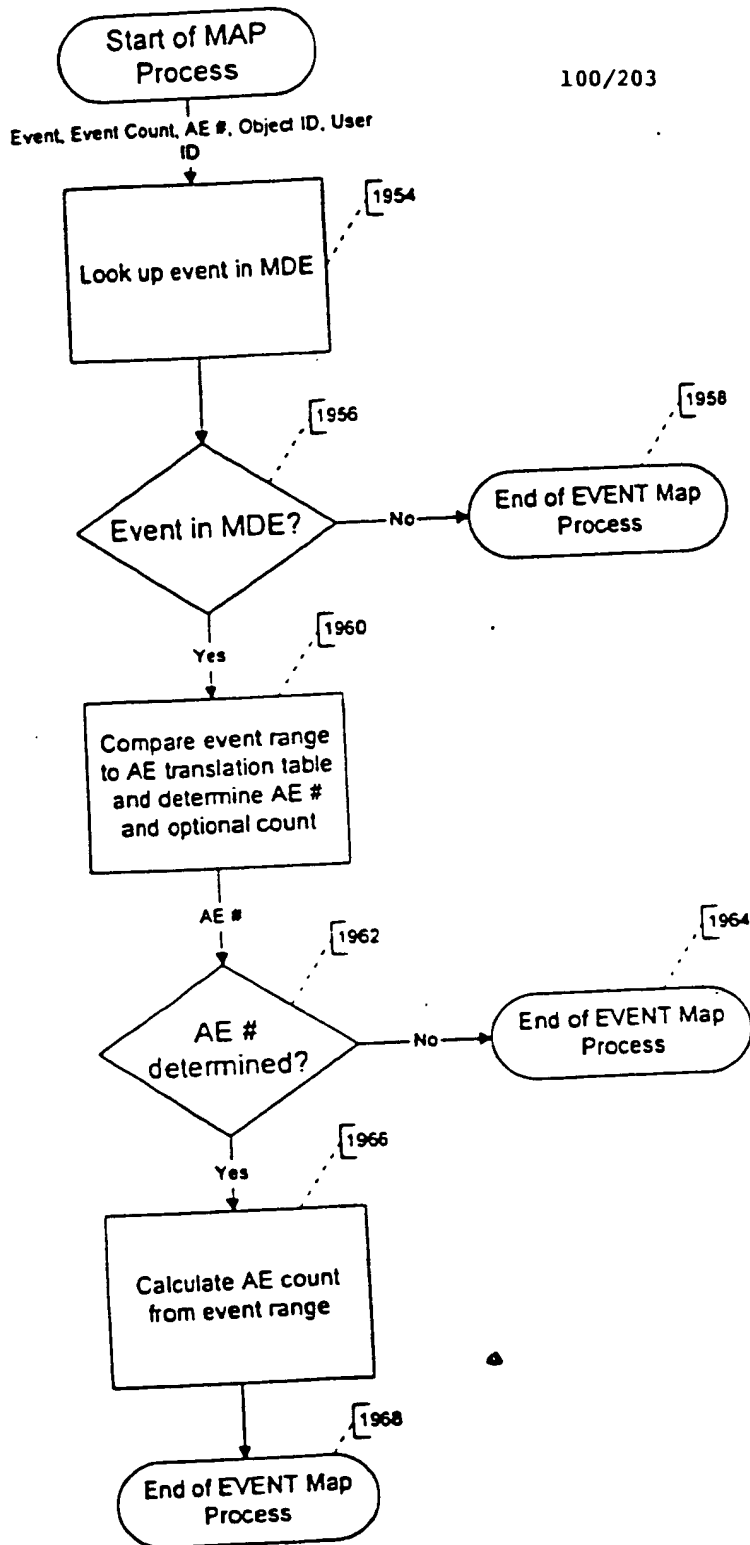 Start of MAP
Process
100/203
Event, Event Count, AE #, Object ID, User
ID
1954
Look up event in MDE
1956
1958
Event in MDE?
No
End of EVENT Map
Process
Yes
1960
Compare event range
to AE translation table
and determine AE #
and optional count
AE #
1962
1964
AE #
determined?
No
End of EVENT Map
Process
Yes
1966
Calculate AE count
from event range
1968
End of EVENT Map
Process